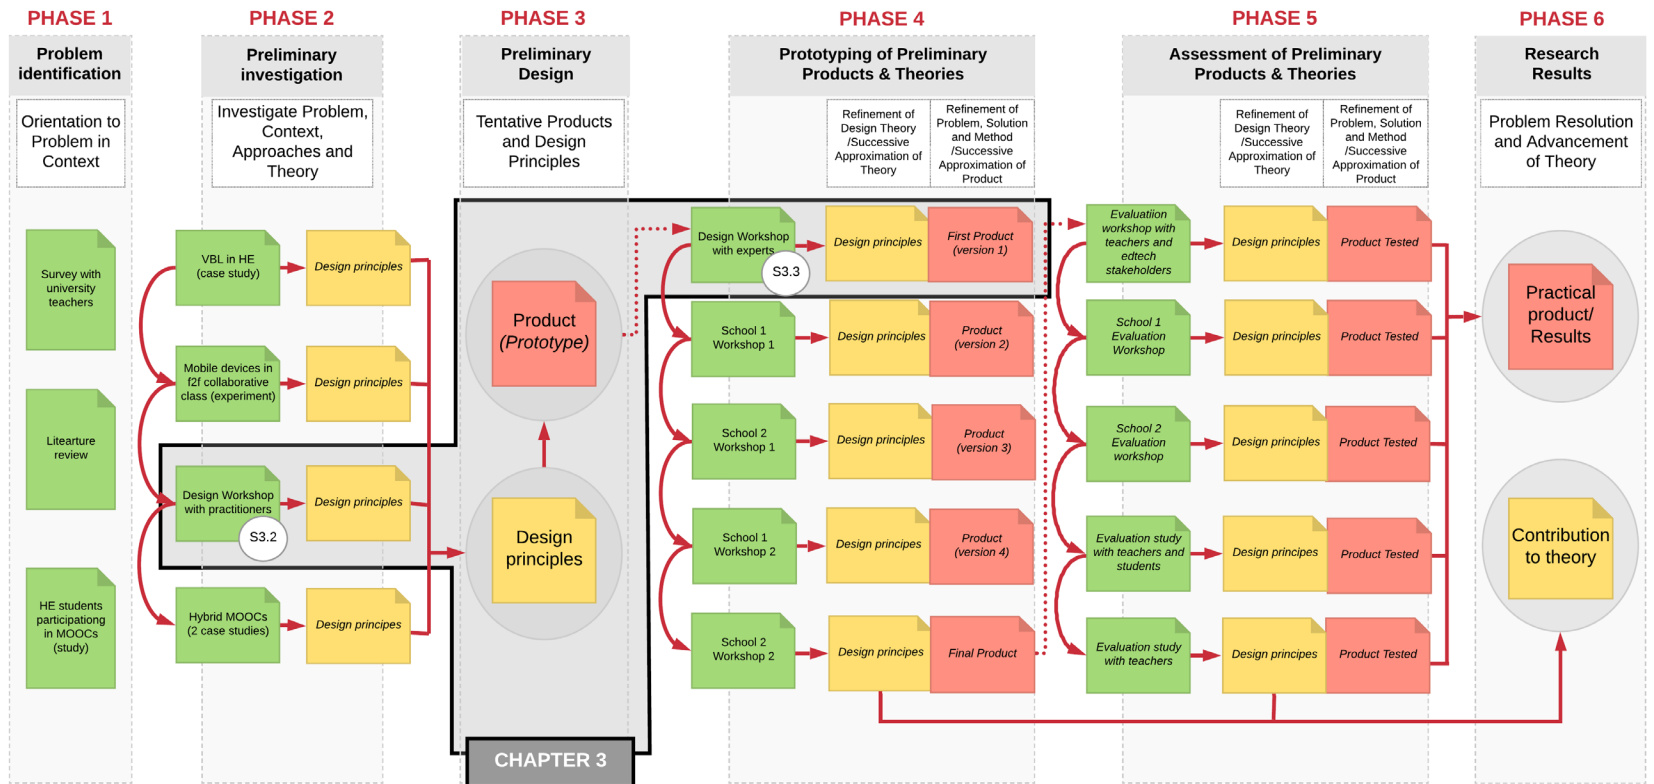 PHASE 1
Problem
identification
Orientation to
Problem in
Context
Survey with
university
teachers
Litearture
review
HE students
participationg
in MOOCs
(study)
PHASE 2
Preliminary
investigation
Investigate Problem,
Context,
Approaches and
Theory
VBL in HE
(case study)
Design principles
Mobile devices in
f2f collaborative
class (experiment)
Design principles
Design Workshop
with practitioners
S3.2
Design principles
Hybrid MOOCs
(2 case studies)
Design principes
PHASE 3
Preliminary
Design
Tentative Products
and Design
Principles
Product
(Prototype)
Design
principles
CHAPTER 3
PHASE 4
Prototyping of Preliminary
Products & Theories
Refinement of
Design Theory
/Successive
Approximation of
Theory
Refinement of
Problem, Solution
and Method
/Successive
Approximation of
Product
Design Workshop
with experts
S3.3
Design principles
First Product
(version 1)
School 1
Workshop 1
Design principles
Product
(version 2)
School 2
Workshop 1
Design principles
Product
(version 3)
School 1
Workshop 2
Design principes
Product
(version 4)
School 2
Workshop 2
Design principes
Final Product
PHASE 5
Assessment of Preliminary
Products & Theories
Refinement of
Design Theory
/Successive
Approximation of
Theory
Refinement of
Problem, Solution
and Method
/Successive
Approximation of
Product
Evaluatiion
workshop with
teachers and
edtech
stakeholders
Design principles
Product Tested
School 1
Evaluation
Workshop
Design principles
Product Tested
School 2
Evaluation
workshop
Design principles
Product Tested
Evaluation study
with teachers and
students
Design principes
Product Tested
Evaluation study
with teachers
Design principes
Product Tested
PHASE 6
Research
Results
Problem Resolution
and Advancement
of Theory
Practical
product/
Results
Contribution
to theory